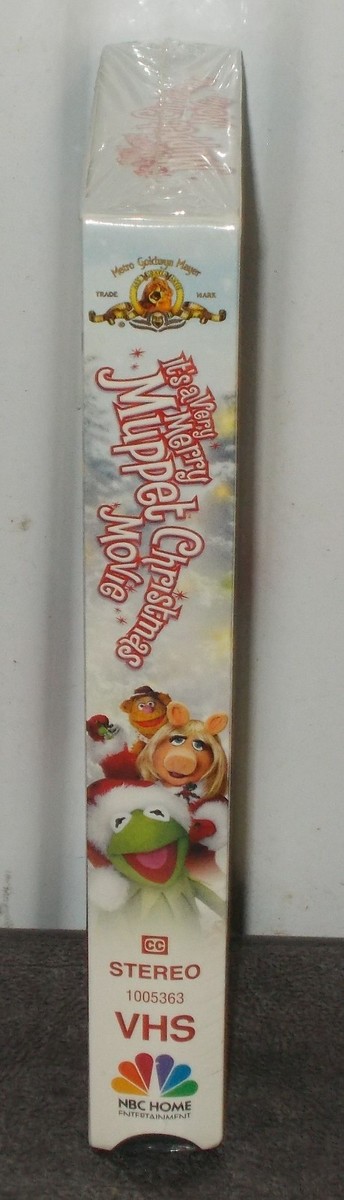 Metro Goldwyn Mayer
TRADE MARK
It's a Very
Merry
Muppet Christmas
Movie
CC
STEREO
1005363
VHS
NBC HOME
ENTERTAINMENT